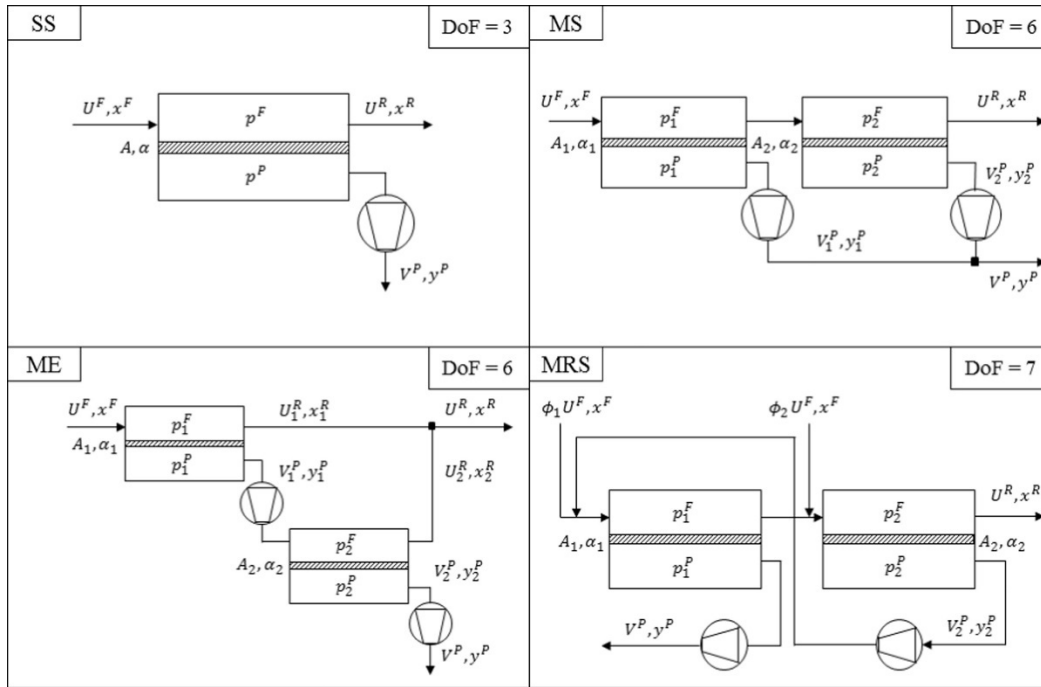 SS
DoF = 3
U^F, x^F
p^F
U^R, x^R
A, α
p^P
V^P, y^P
MS
DoF = 6
U^F, x^F
p_1^F
p_2^F
U^R, x^R
A_1, α_1
A_2, α_2
p_1^P
p_2^P
V_2^P, y_2^P
V_1^P, y_1^P
V^P, y^P
ME
DoF = 6
U^F, x^F
U_1^R, x_1^R
U^R, x^R
p_1^F
A_1, α_1
p_1^P
V_1^P, y_1^P
U_2^R, x_2^R
p_2^F
A_2, α_2
p_2^P
V_2^P, y_2^P
V^P, y^P
MRS
DoF = 7
ϕ_1 U^F, x^F
ϕ_2 U^F, x^F
p_1^F
p_2^F
U^R, x^R
A_1, α_1
A_2, α_2
p_1^P
p_2^P
V^P, y^P
V_2^P, y_2^P